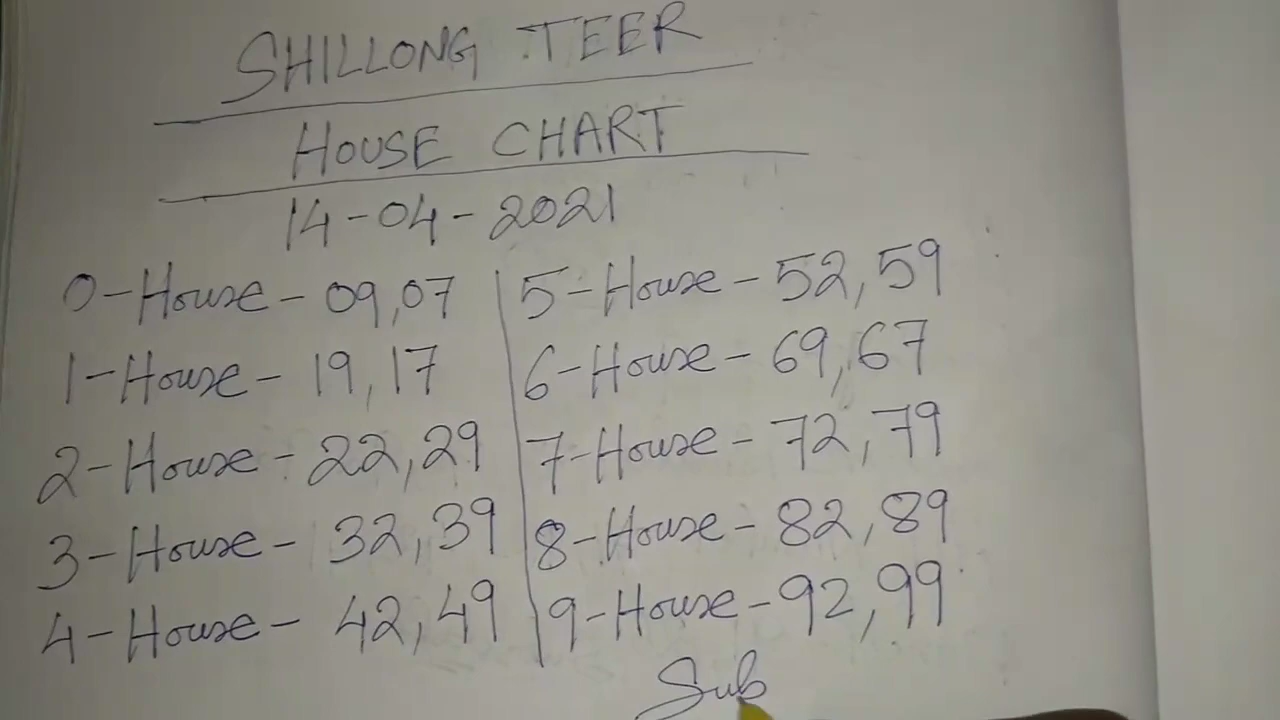 SHILLONG TEER
HOUSE CHART
14-04-2021
0-House- 09,07
1-House- 19,17
2-House- 22,29
3-House- 32,39
4-House- 42,49
5-House- 52,59
6-House- 69,67
7-House- 72,79
8-House- 82,89
9-House- 92,99
Sub